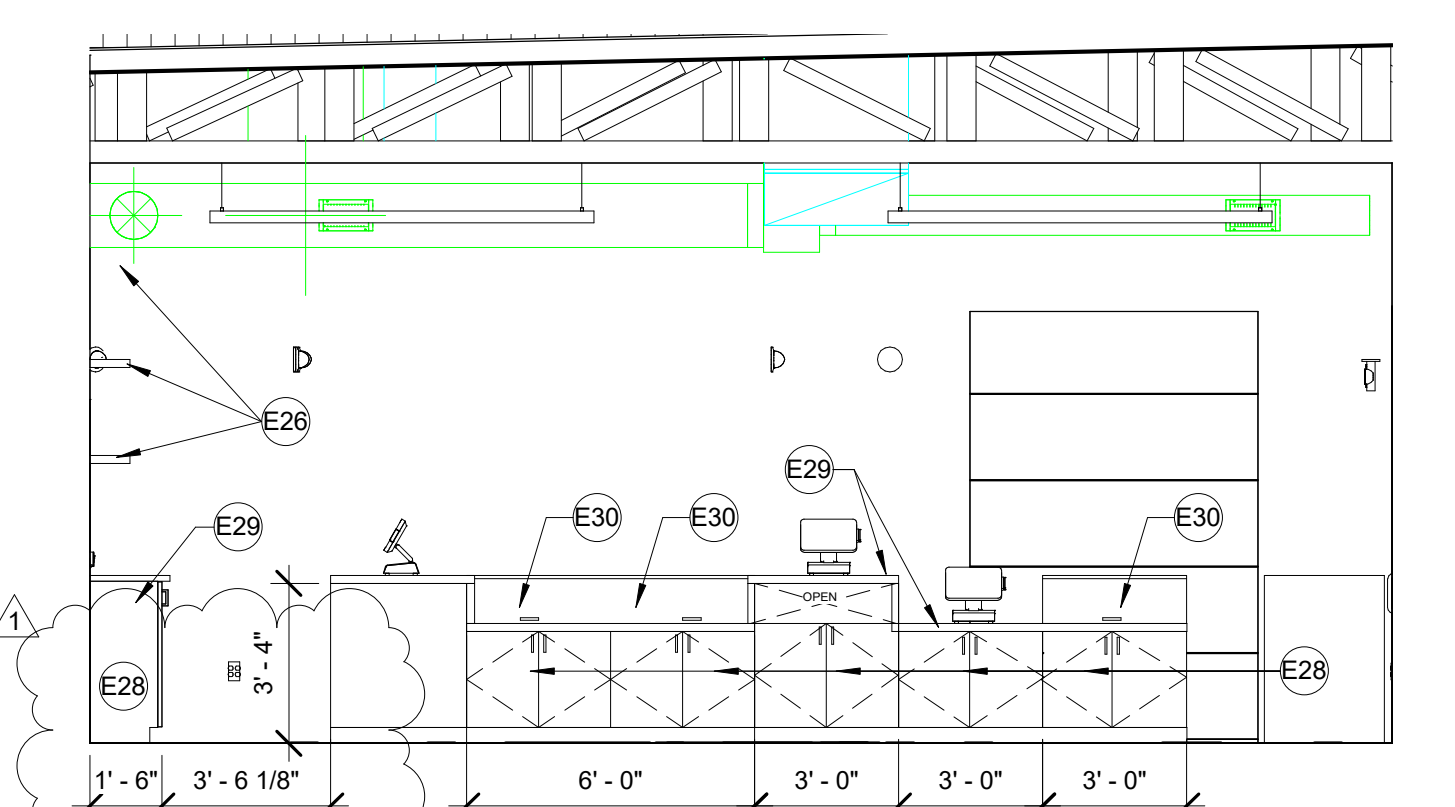 E26
E29
E29
E30
E30
E30
OPEN
1
3' - 4"
E28
E28
1' - 6"
3' - 6 1/8"
6' - 0"
3' - 0"
3' - 0"
3' - 0"